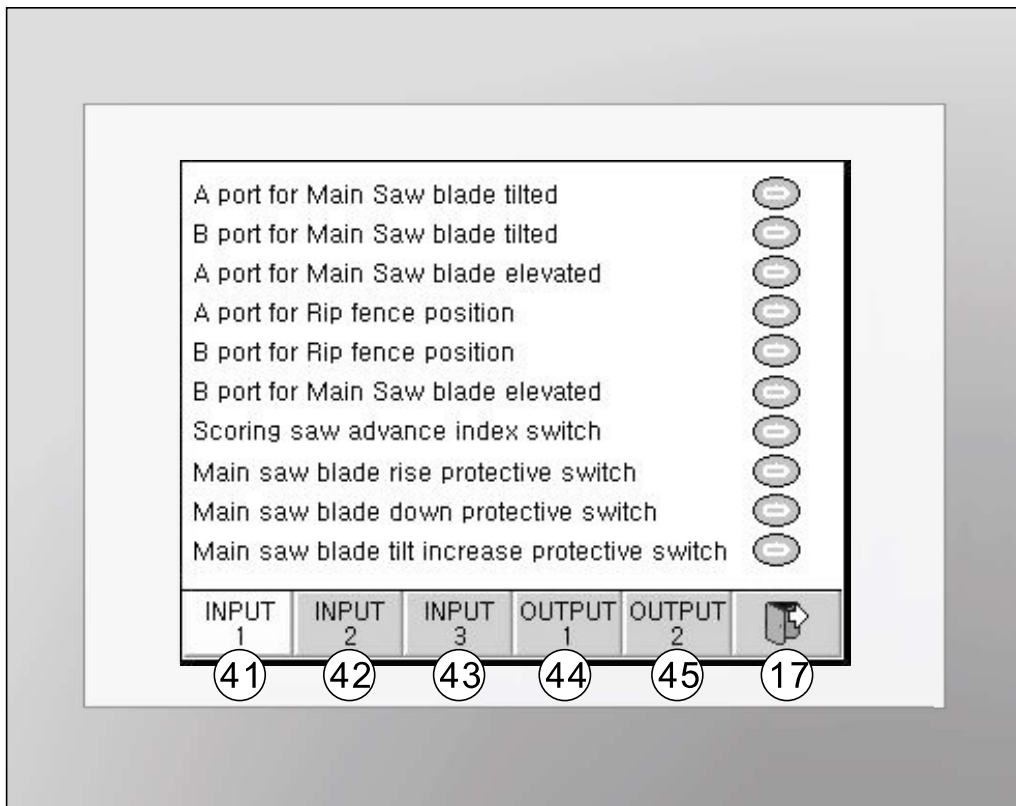 A port for Main Saw blade tilted
B port for Main Saw blade tilted
A port for Main Saw blade elevated
A port for Rip fence position
B port for Rip fence position
B port for Main Saw blade elevated
Scoring saw advance index switch
Main saw blade rise protective switch
Main saw blade down protective switch
Main saw blade tilt increase protective switch
INPUT 1
INPUT 2
INPUT 3
OUTPUT 1
OUTPUT 2
41 42 43 44 45 17